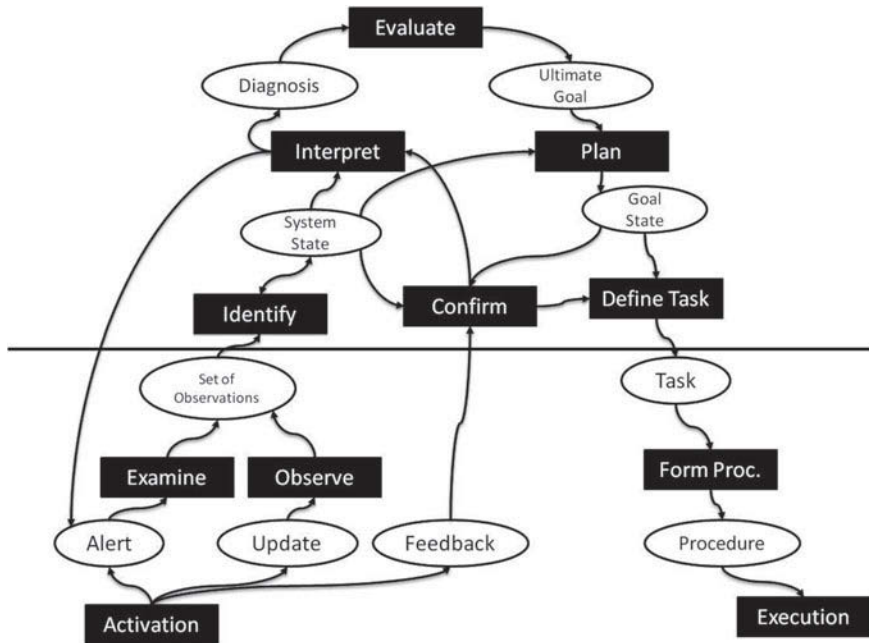 Evaluate
Diagnosis
Ultimate
Goal
Interpret
Plan
System
State
Goal
State
Identify
Confirm
Define Task
Set of
Observations
Task
Examine
Observe
Form Proc.
Alert
Update
Feedback
Procedure
Activation
Execution